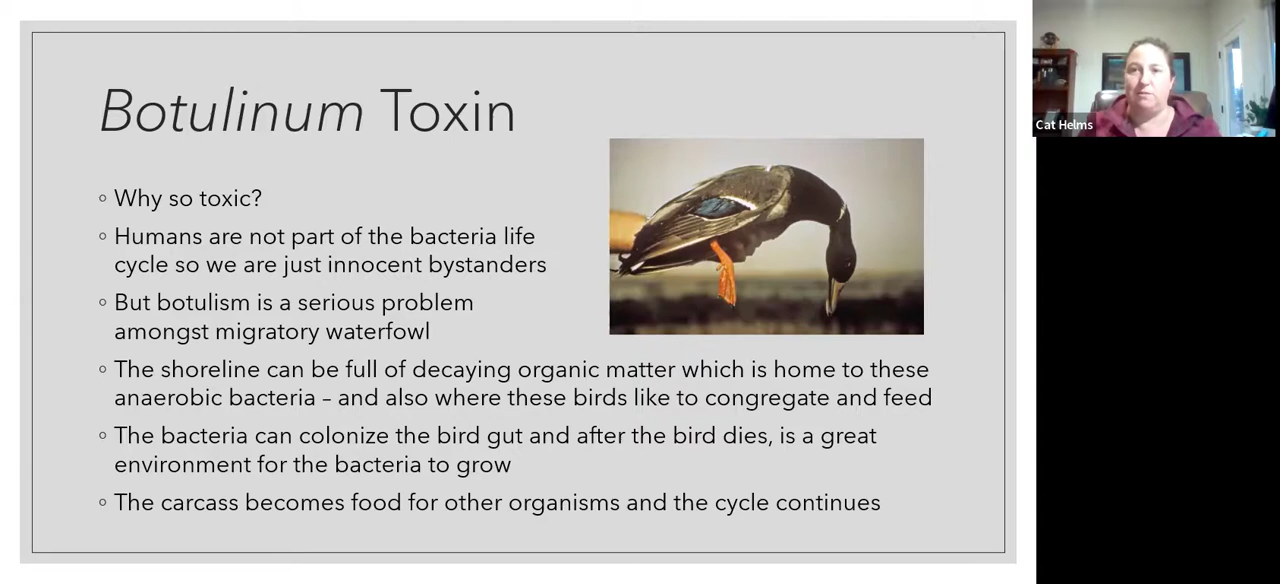 Botulinum Toxin
◦ Why so toxic?
◦ Humans are not part of the bacteria life
cycle so we are just innocent bystanders
◦ But botulism is a serious problem
amongst migratory waterfowl
◦ The shoreline can be full of decaying organic matter which is home to these
anaerobic bacteria – and also where these birds like to congregate and feed
◦ The bacteria can colonize the bird gut and after the bird dies, is a great
environment for the bacteria to grow
◦ The carcass becomes food for other organisms and the cycle continues
Cat Helms